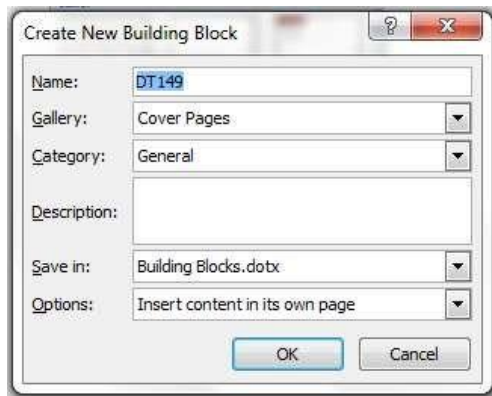 Create New Building Block
Name: DT149
Gallery: Cover Pages
Category: General
Description:
Save in: Building Blocks.dotx
Options: Insert content in its own page
OK Cancel